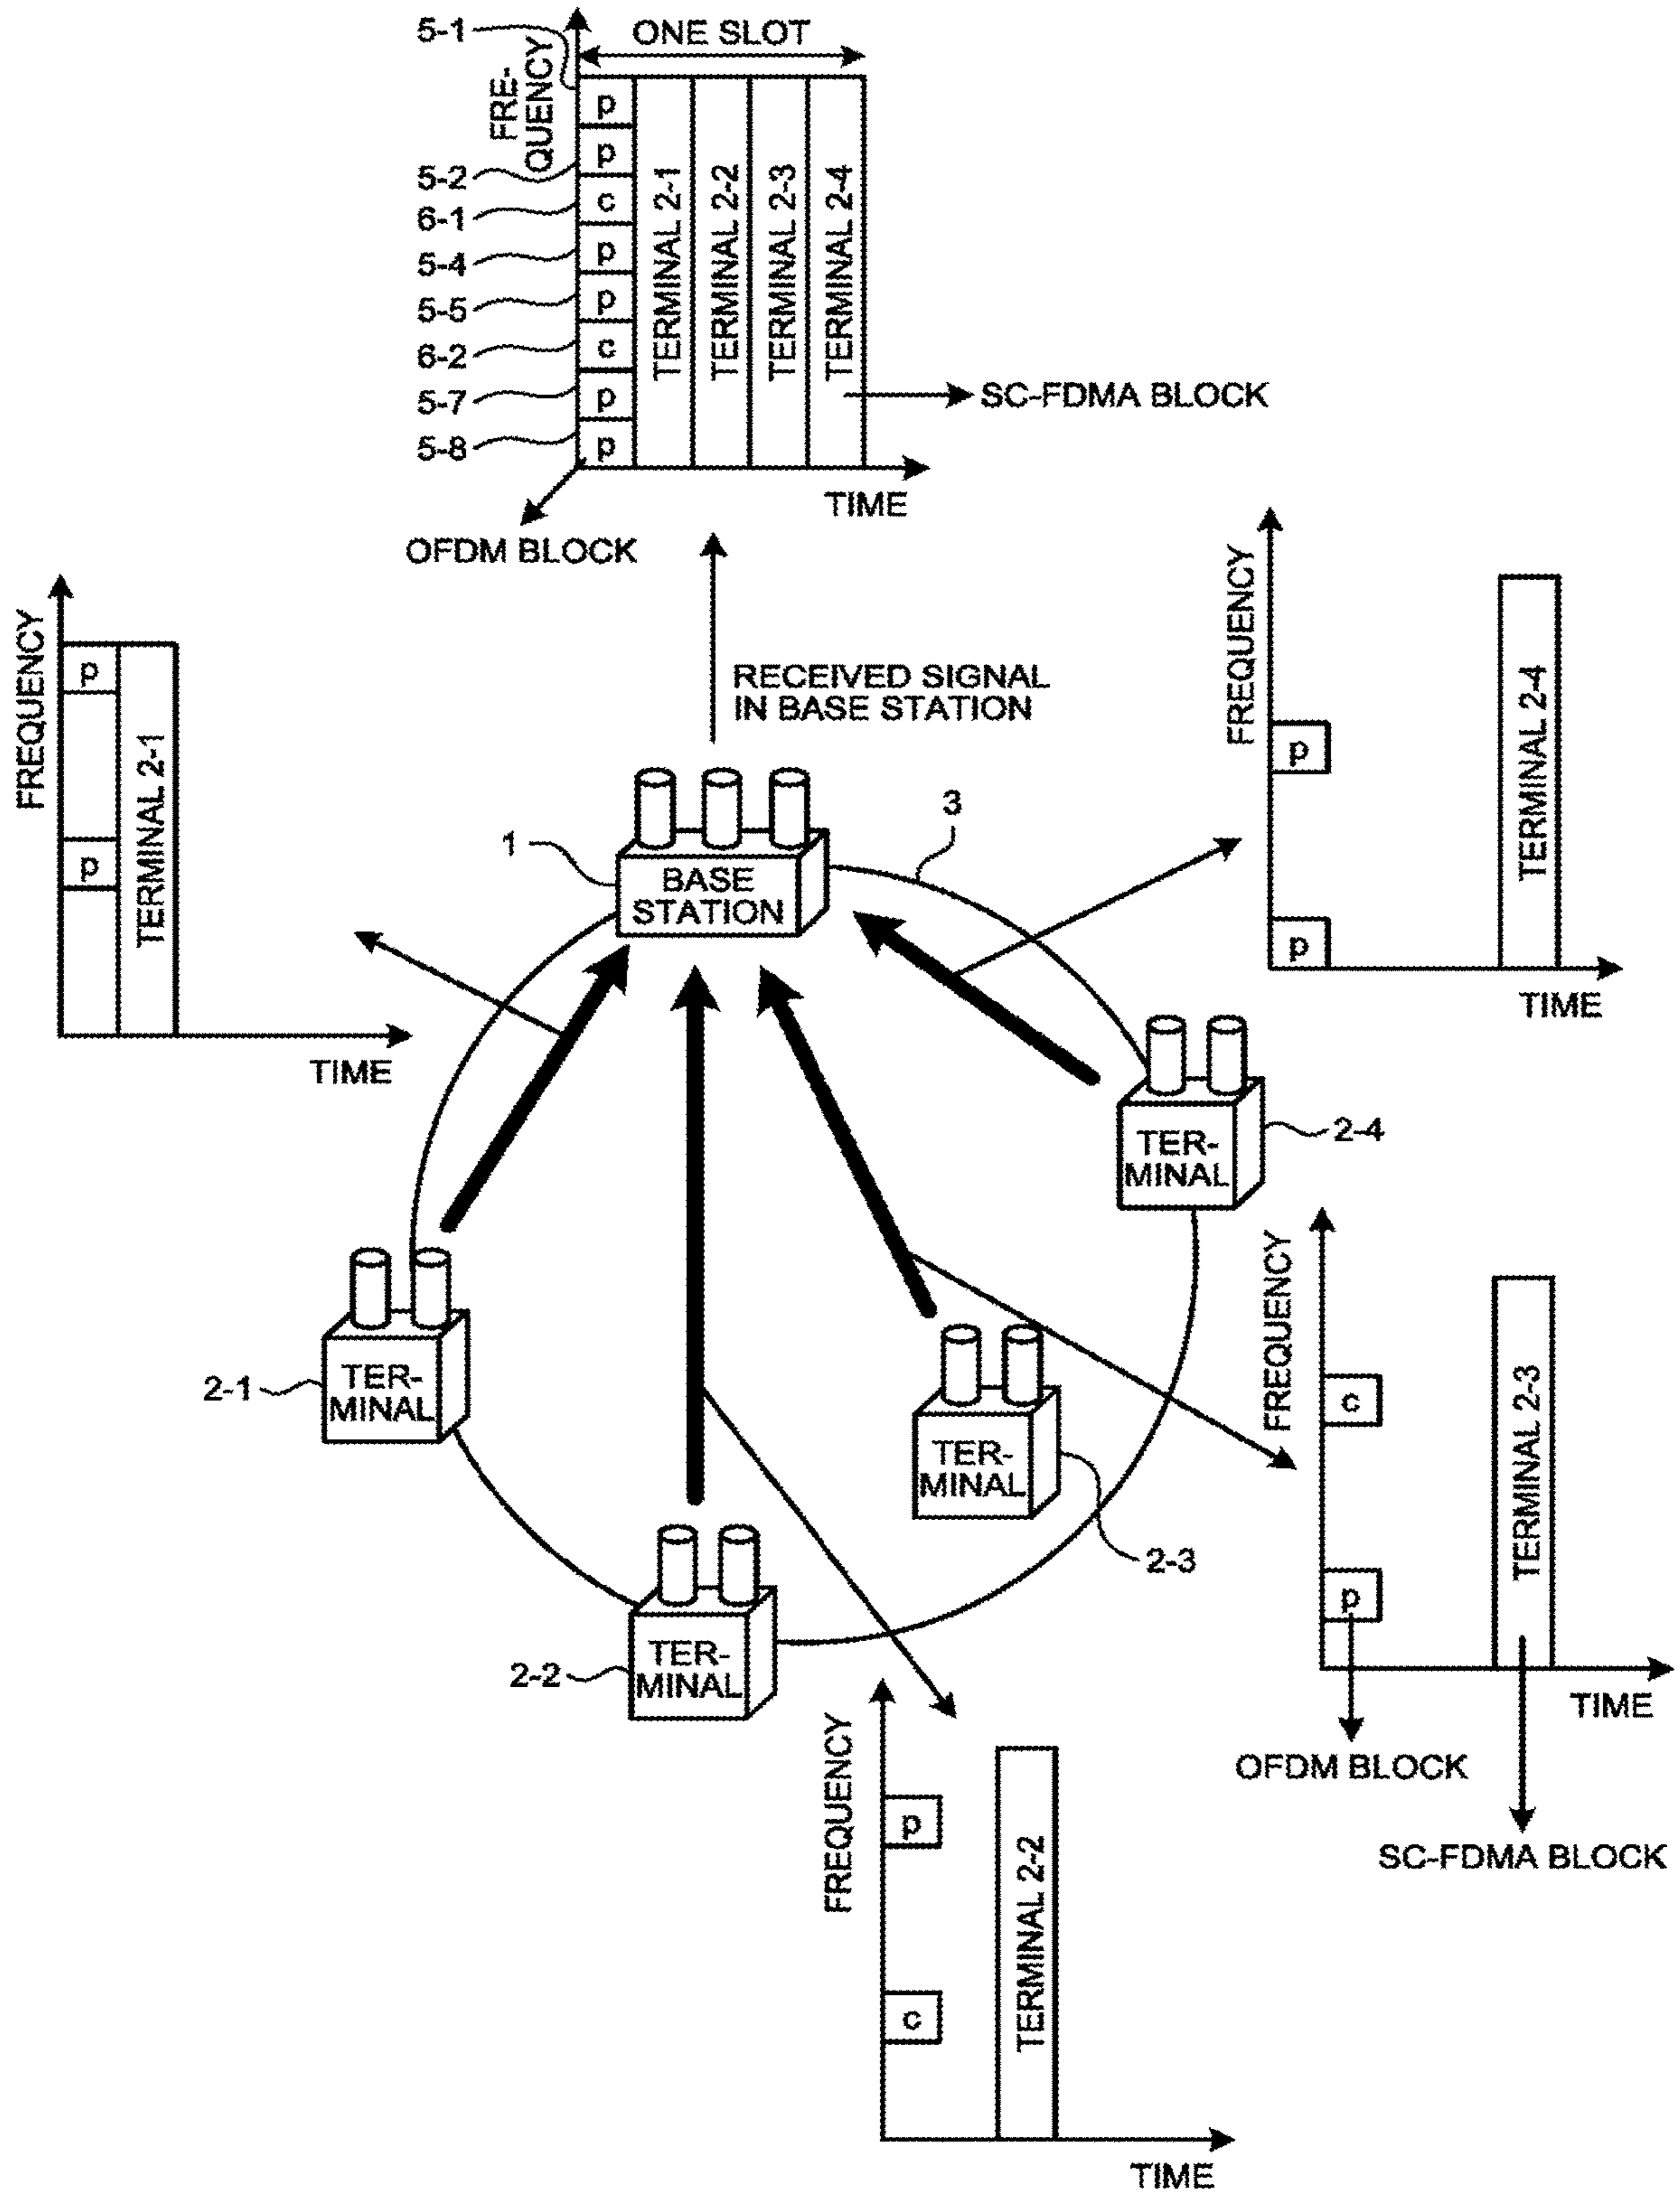 5-1
ONE SLOT
FRE-
QUENCY
p
p
c
p
p
c
p
p
5-2
6-1
5-4
5-5
6-2
5-7
5-8
TERMINAL 2-1
TERMINAL 2-2
TERMINAL 2-3
TERMINAL 2-4
SC-FDMA BLOCK
TIME
OFDM BLOCK
FREQUENCY
p
p
TERMINAL 2-1
TIME
RECEIVED SIGNAL
IN BASE STATION
FREQUENCY
p
p
TERMINAL 2-4
TIME
1
BASE
STATION
3
TER-
MINAL
2-4
2-1
TER-
MINAL
TER-
MINAL
2-3
2-2
TER-
MINAL
FREQUENCY
c
p
TERMINAL 2-3
TIME
OFDM BLOCK
SC-FDMA BLOCK
FREQUENCY
p
c
TERMINAL 2-2
TIME